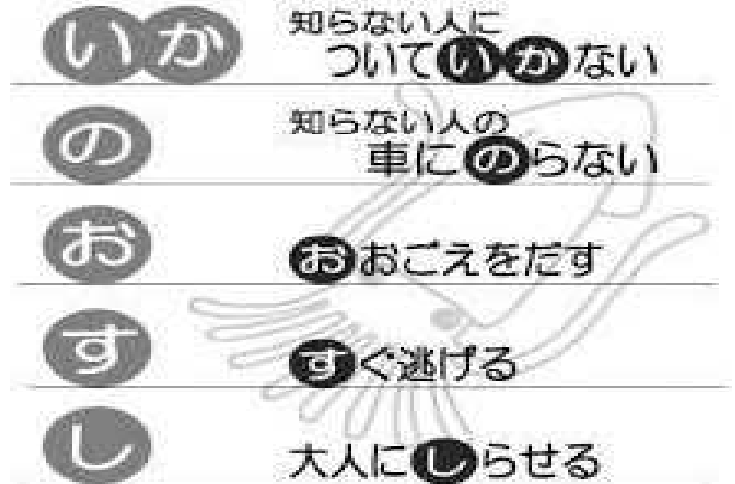 いか
知らない人に
ついていかない
の
知らない人の
車にのらない
お
おおごえをだす
す
すぐ逃げる
し
大人にしらせる